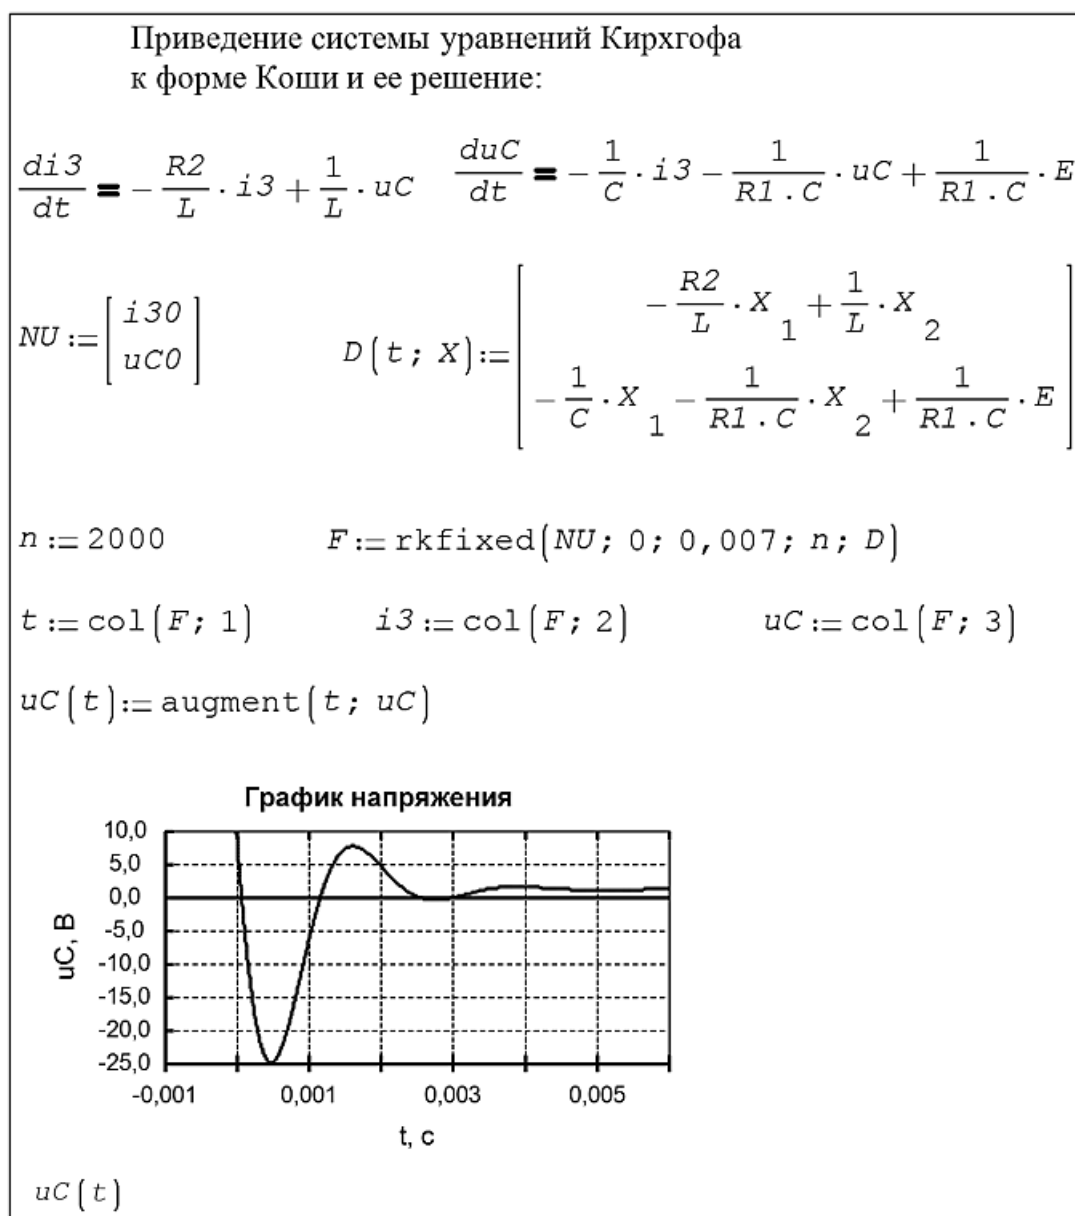 Приведение системы уравнений Кирхгофа
к форме Коши и ее решение:
di3/dt = -R2/L · i3 + 1/L · uC   duC/dt = -1/C · i3 - 1/(R1 . C) · uC + 1/(R1 . C) · E
NU := [i30; uC0]   D(t; X) := [-R2/L · X_1 + 1/L · X_2; -1/C · X_1 - 1/(R1 . C) · X_2 + 1/(R1 . C) · E]
n := 2000   F := rkfixed(NU; 0; 0,007; n; D)
t := col(F; 1)   i3 := col(F; 2)   uC := col(F; 3)
uC(t) := augment(t; uC)
График напряжения
10,0
5,0
0,0
-5,0
-10,0
-15,0
-20,0
-25,0
uC, В
-0,001 0,001 0,003 0,005
t, с
uC(t)